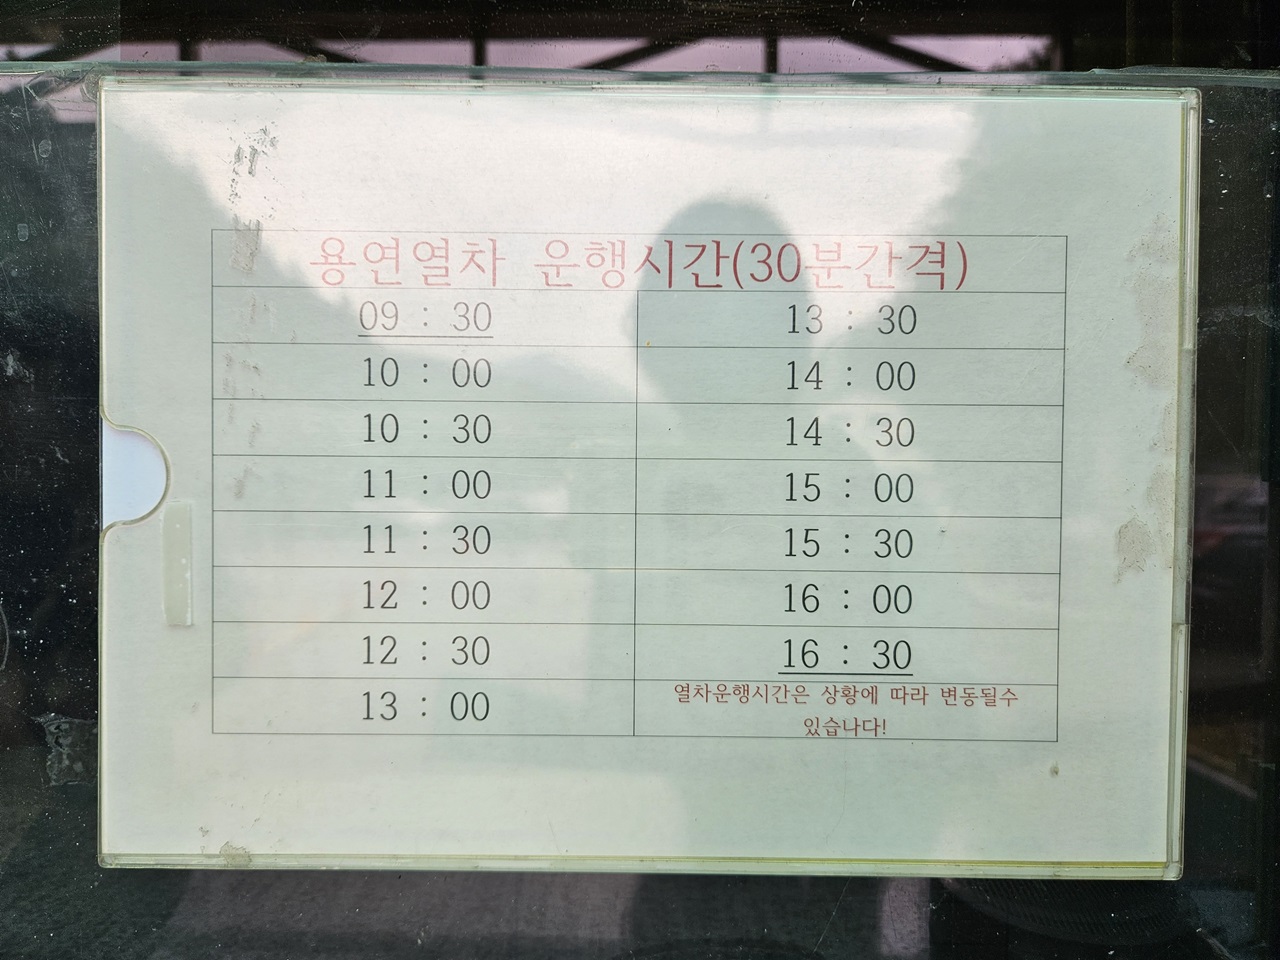 용연열차 운행시간(30분간격)
09 : 30 13 : 30
10 : 00 14 : 00
10 : 30 14 : 30
11 : 00 15 : 00
11 : 30 15 : 30
12 : 00 16 : 00
12 : 30 16 : 30
13 : 00 열차운행시간은 상황에 따라 변동될수
있습나다!